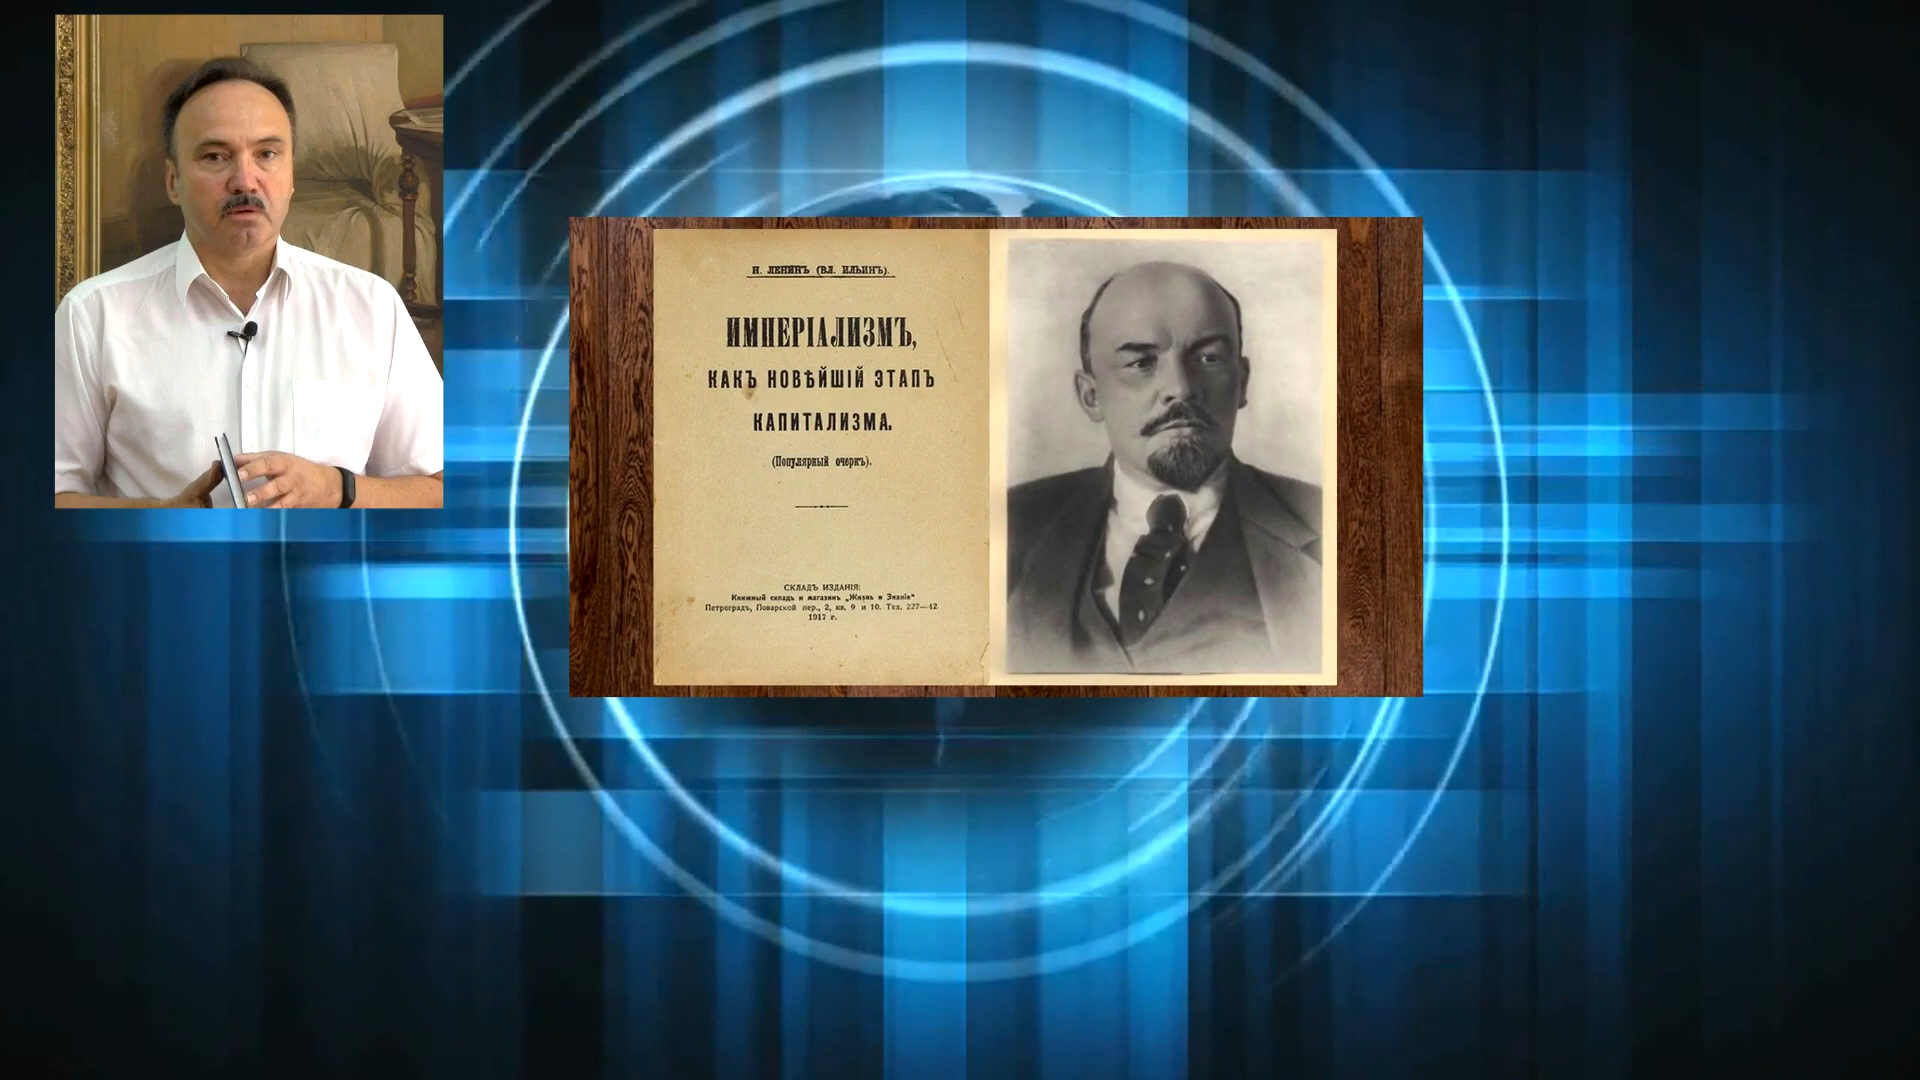 Н. ЛЕНИНЪ (ВЛ. ИЛЬИНЪ).
ИМПЕРІАЛИЗМЪ,
КАКЪ НОВѢЙШІЙ ЭТАПЪ
КАПИТАЛИЗМА.
(Популярный очеркъ).
СКЛАДЪ ИЗДАНІЯ:
Книжный складъ и магазинъ „Жизнь и Знаніе"
Петроградъ, Поварской пер., 2, кв. 9 и 10. Тел. 227—42.
1917 г.